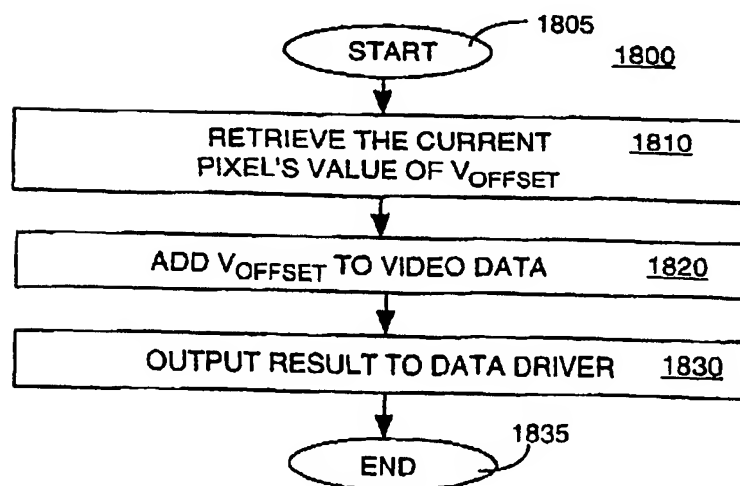 1805
START
1800
RETRIEVE THE CURRENT 1810
PIXEL'S VALUE OF VOFFSET
ADD VOFFSET TO VIDEO DATA 1820
OUTPUT RESULT TO DATA DRIVER 1830
1835
END